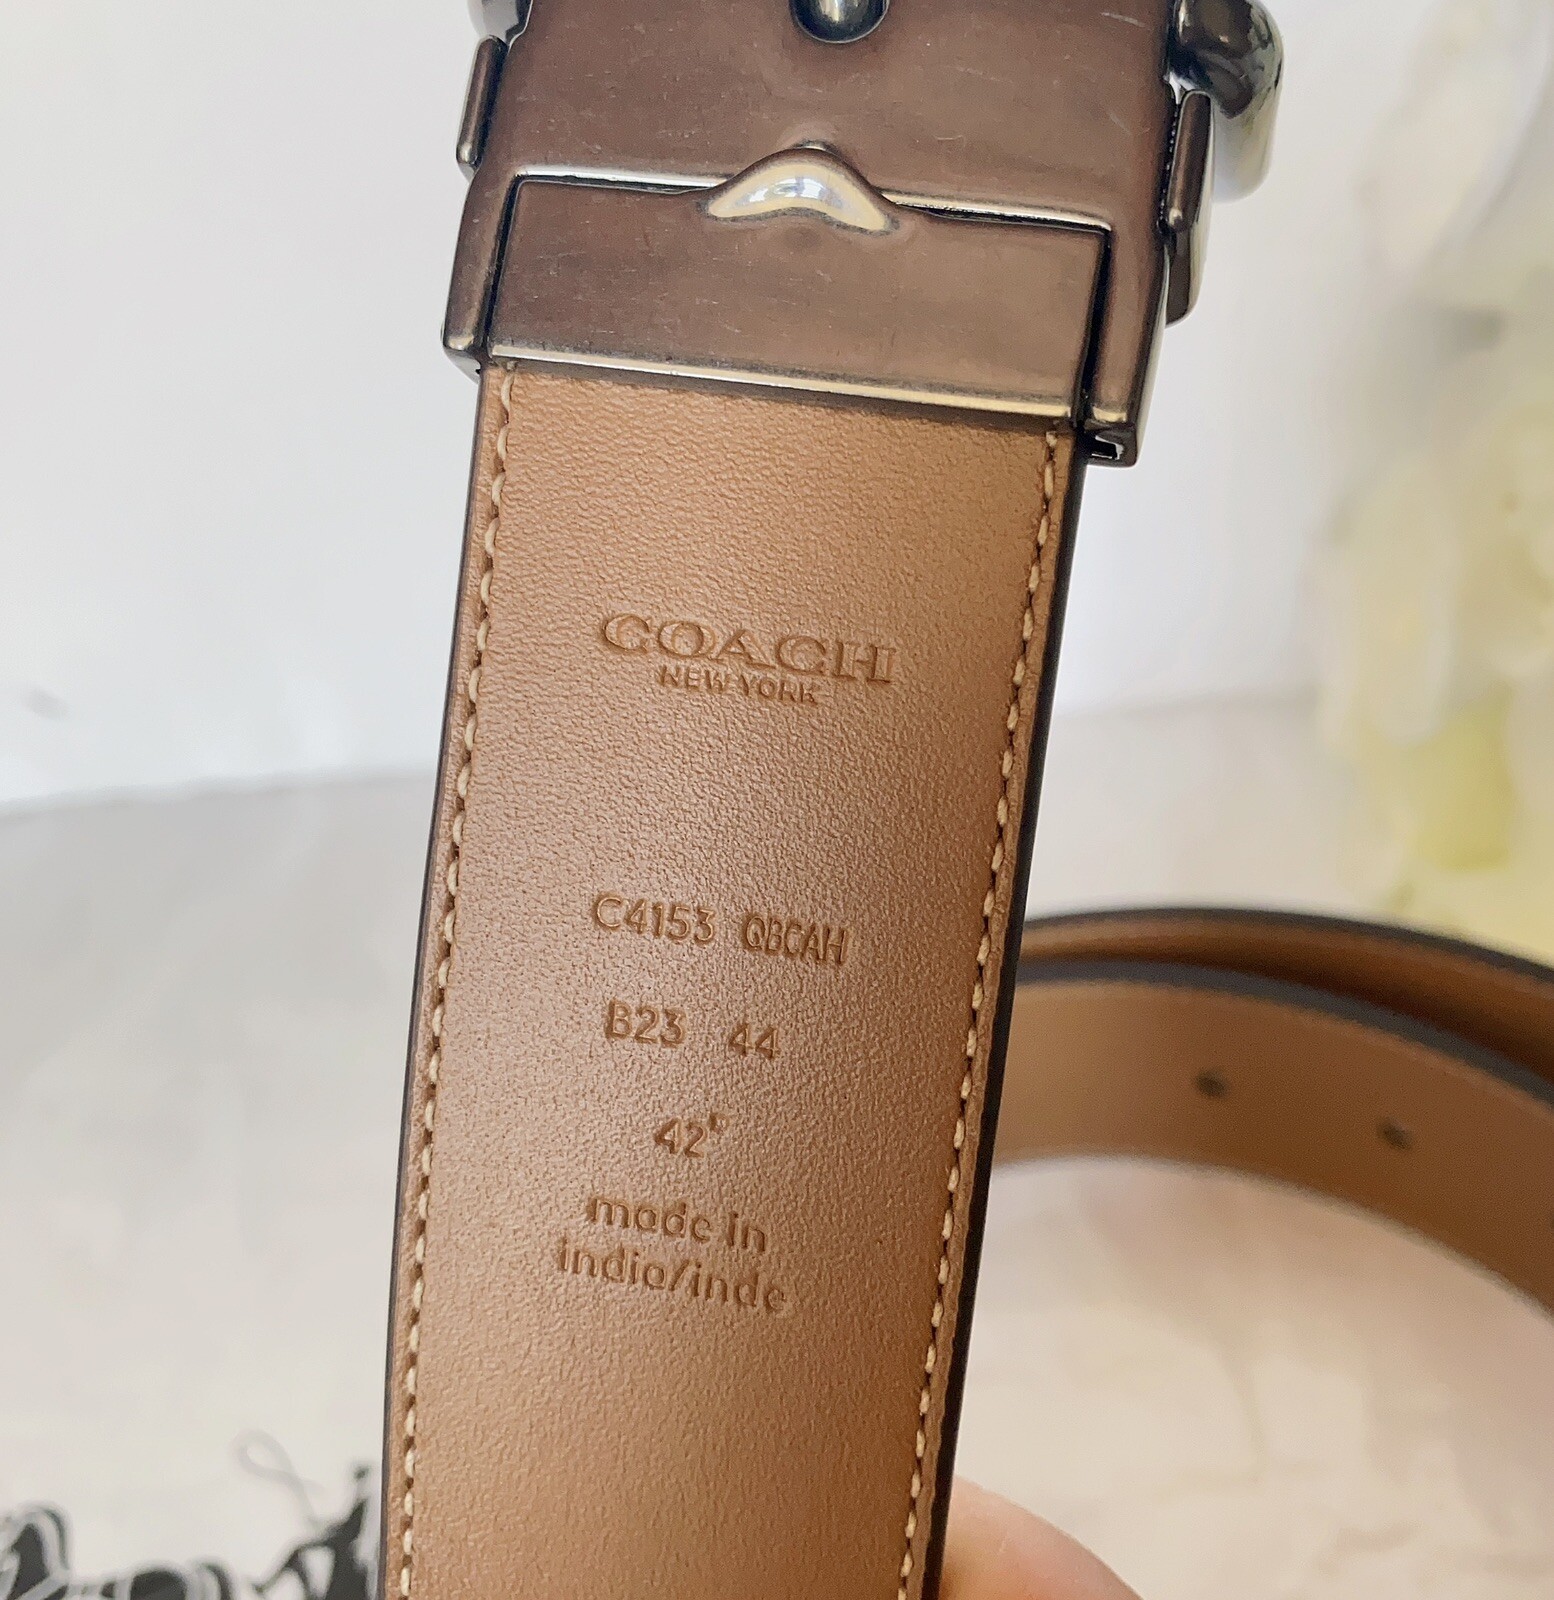 COACH
NEW YORK
C4153 QBCAH
B23 44
42"
made in
india/inde